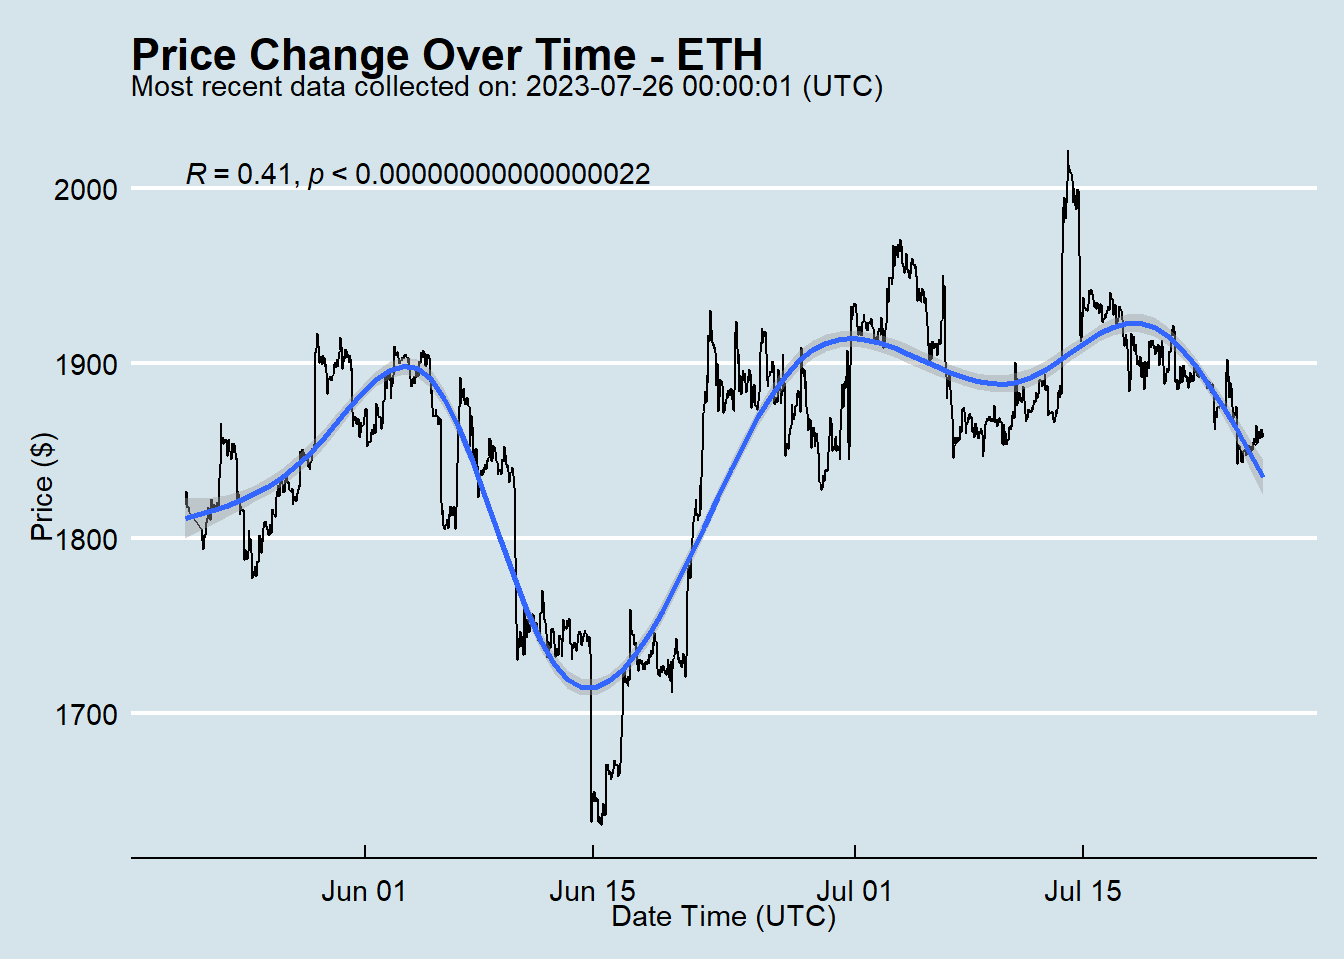 Price Change Over Time - ETH
Most recent data collected on: 2023-07-26 00:00:01 (UTC)
R = 0.41, p < 0.00000000000000022
2000
1900
1800
1700
Price ($)
Jun 01
Jun 15
Jul 01
Jul 15
Date Time (UTC)